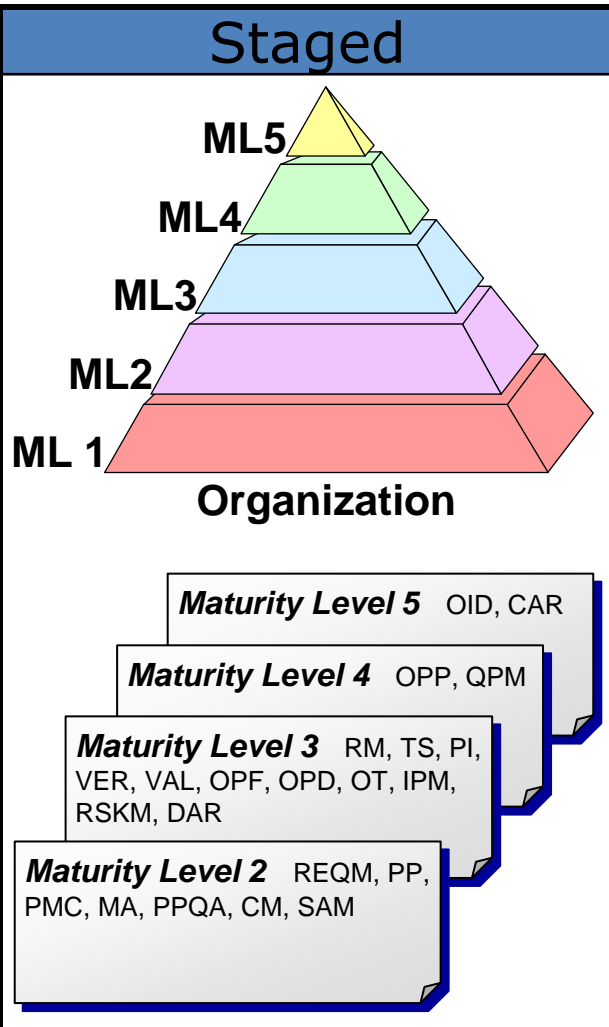 Staged
ML5
ML4
ML3
ML2
ML 1
Organization
Maturity Level 5 OID, CAR
Maturity Level 4 OPP, QPM
Maturity Level 3 RM, TS, PI,
VER, VAL, OPF, OPD, OT, IPM,
RSKM, DAR
Maturity Level 2 REQM, PP,
PMC, MA, PPQA, CM, SAM